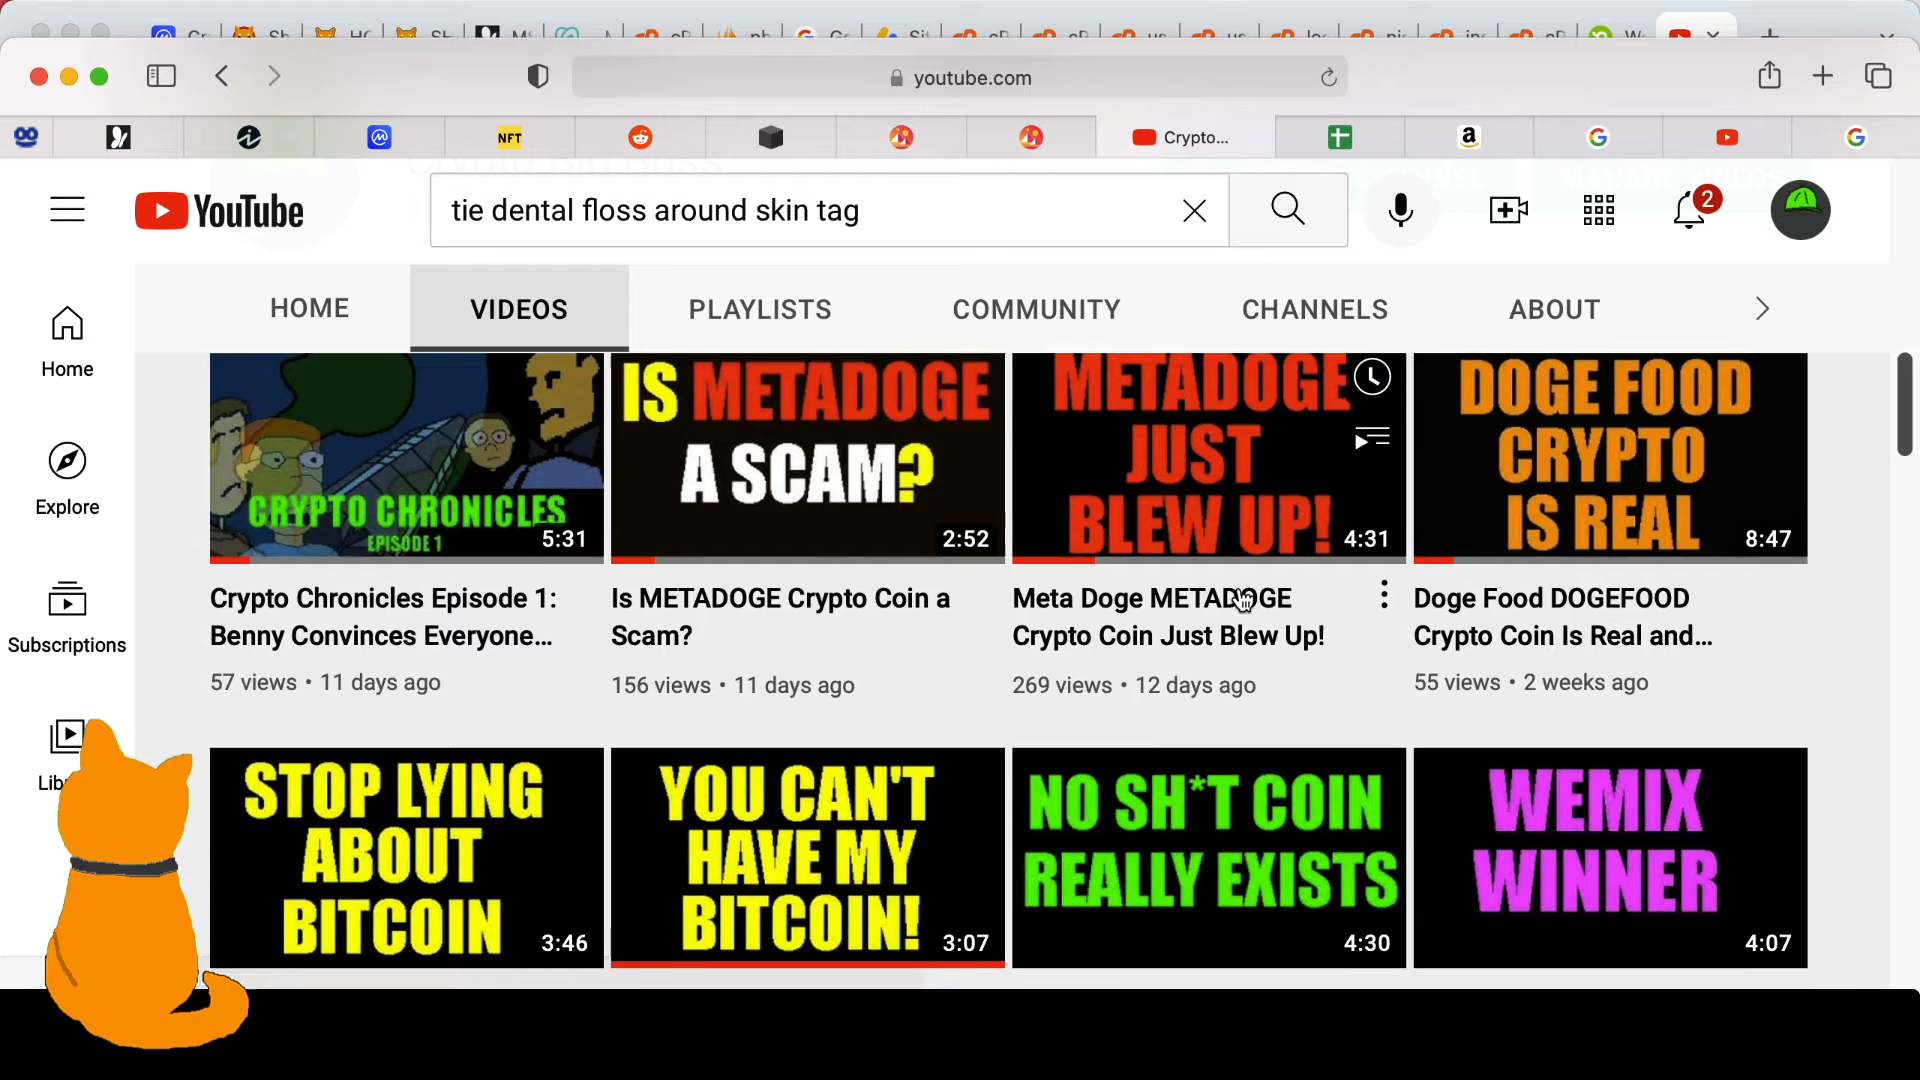 youtube.com
NFT
Crypto...
YouTube
tie dental floss around skin tag
2
HOME
VIDEOS
PLAYLISTS
COMMUNITY
CHANNELS
ABOUT
Home
Explore
Subscriptions
CRYPTO CHRONICLES
EPISODE 1
5:31
IS METADOGE
A SCAM?
2:52
METADOGE
JUST
BLEW UP!
4:31
DOGE FOOD
CRYPTO
IS REAL
8:47
Crypto Chronicles Episode 1:
Benny Convinces Everyone...
57 views • 11 days ago
Is METADOGE Crypto Coin a
Scam?
156 views • 11 days ago
Meta Doge METADOGE
Crypto Coin Just Blew Up!
269 views • 12 days ago
Doge Food DOGEFOOD
Crypto Coin Is Real and...
55 views • 2 weeks ago
STOP LYING
ABOUT
BITCOIN
3:46
YOU CAN'T
HAVE MY
BITCOIN!
3:07
NO SH*T COIN
REALLY EXISTS
4:30
WEMIX
WINNER
4:07